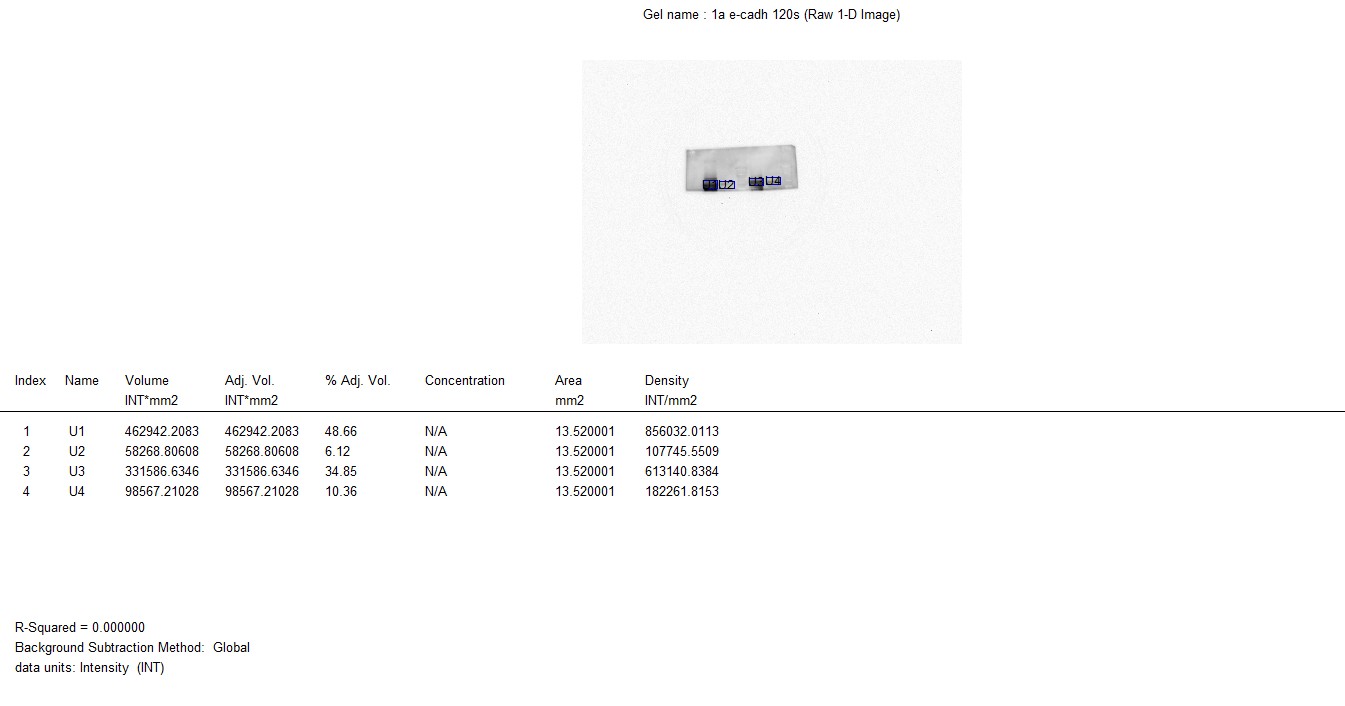 Gel name : 1a e-cadh 120s (Raw 1-D Image)
U1 U2 U3 U4
Index Name Volume Adj. Vol. % Adj. Vol. Concentration Area Density
INT*mm2 INT*mm2 mm2 INT/mm2
1 U1 462942.2083 462942.2083 48.66 N/A 13.520001 856032.0113
2 U2 58268.80608 58268.80608 6.12 N/A 13.520001 107745.5509
3 U3 331586.6346 331586.6346 34.85 N/A 13.520001 613140.8384
4 U4 98567.21028 98567.21028 10.36 N/A 13.520001 182261.8153
R-Squared = 0.000000
Background Subtraction Method: Global
data units: Intensity (INT)